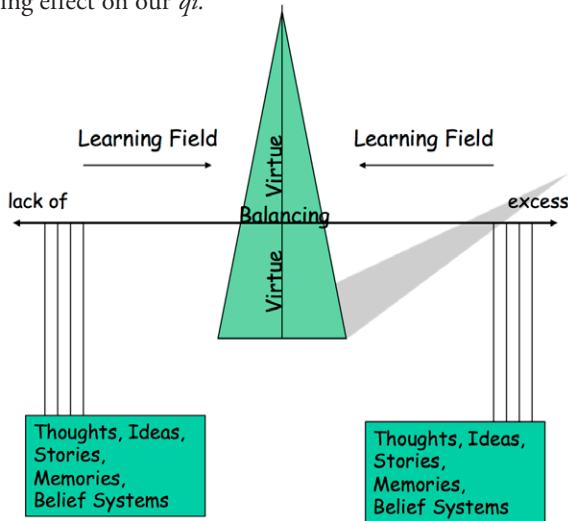 ing effect on our qi.
Learning Field
Learning Field
Virtue
lack of
excess
Balancing
Virtue
Thoughts, Ideas,
Stories,
Memories,
Belief Systems
Thoughts, Ideas,
Stories,
Memories,
Belief Systems